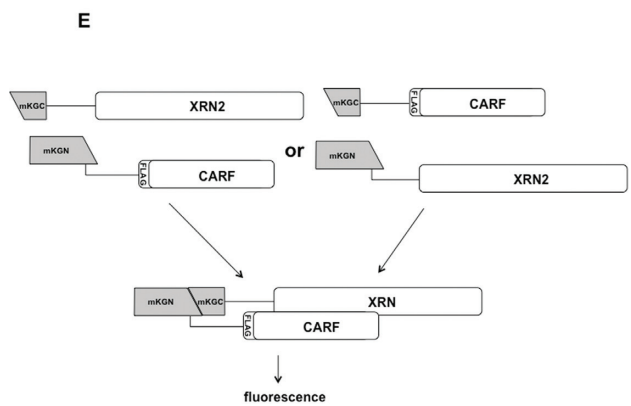 E
mKGC
XRN2
mKGC
FLAG
CARF
mKGN
FLAG
CARF
or
mKGN
XRN2
mKGN
mKGC
XRN
FLAG
CARF
fluorescence